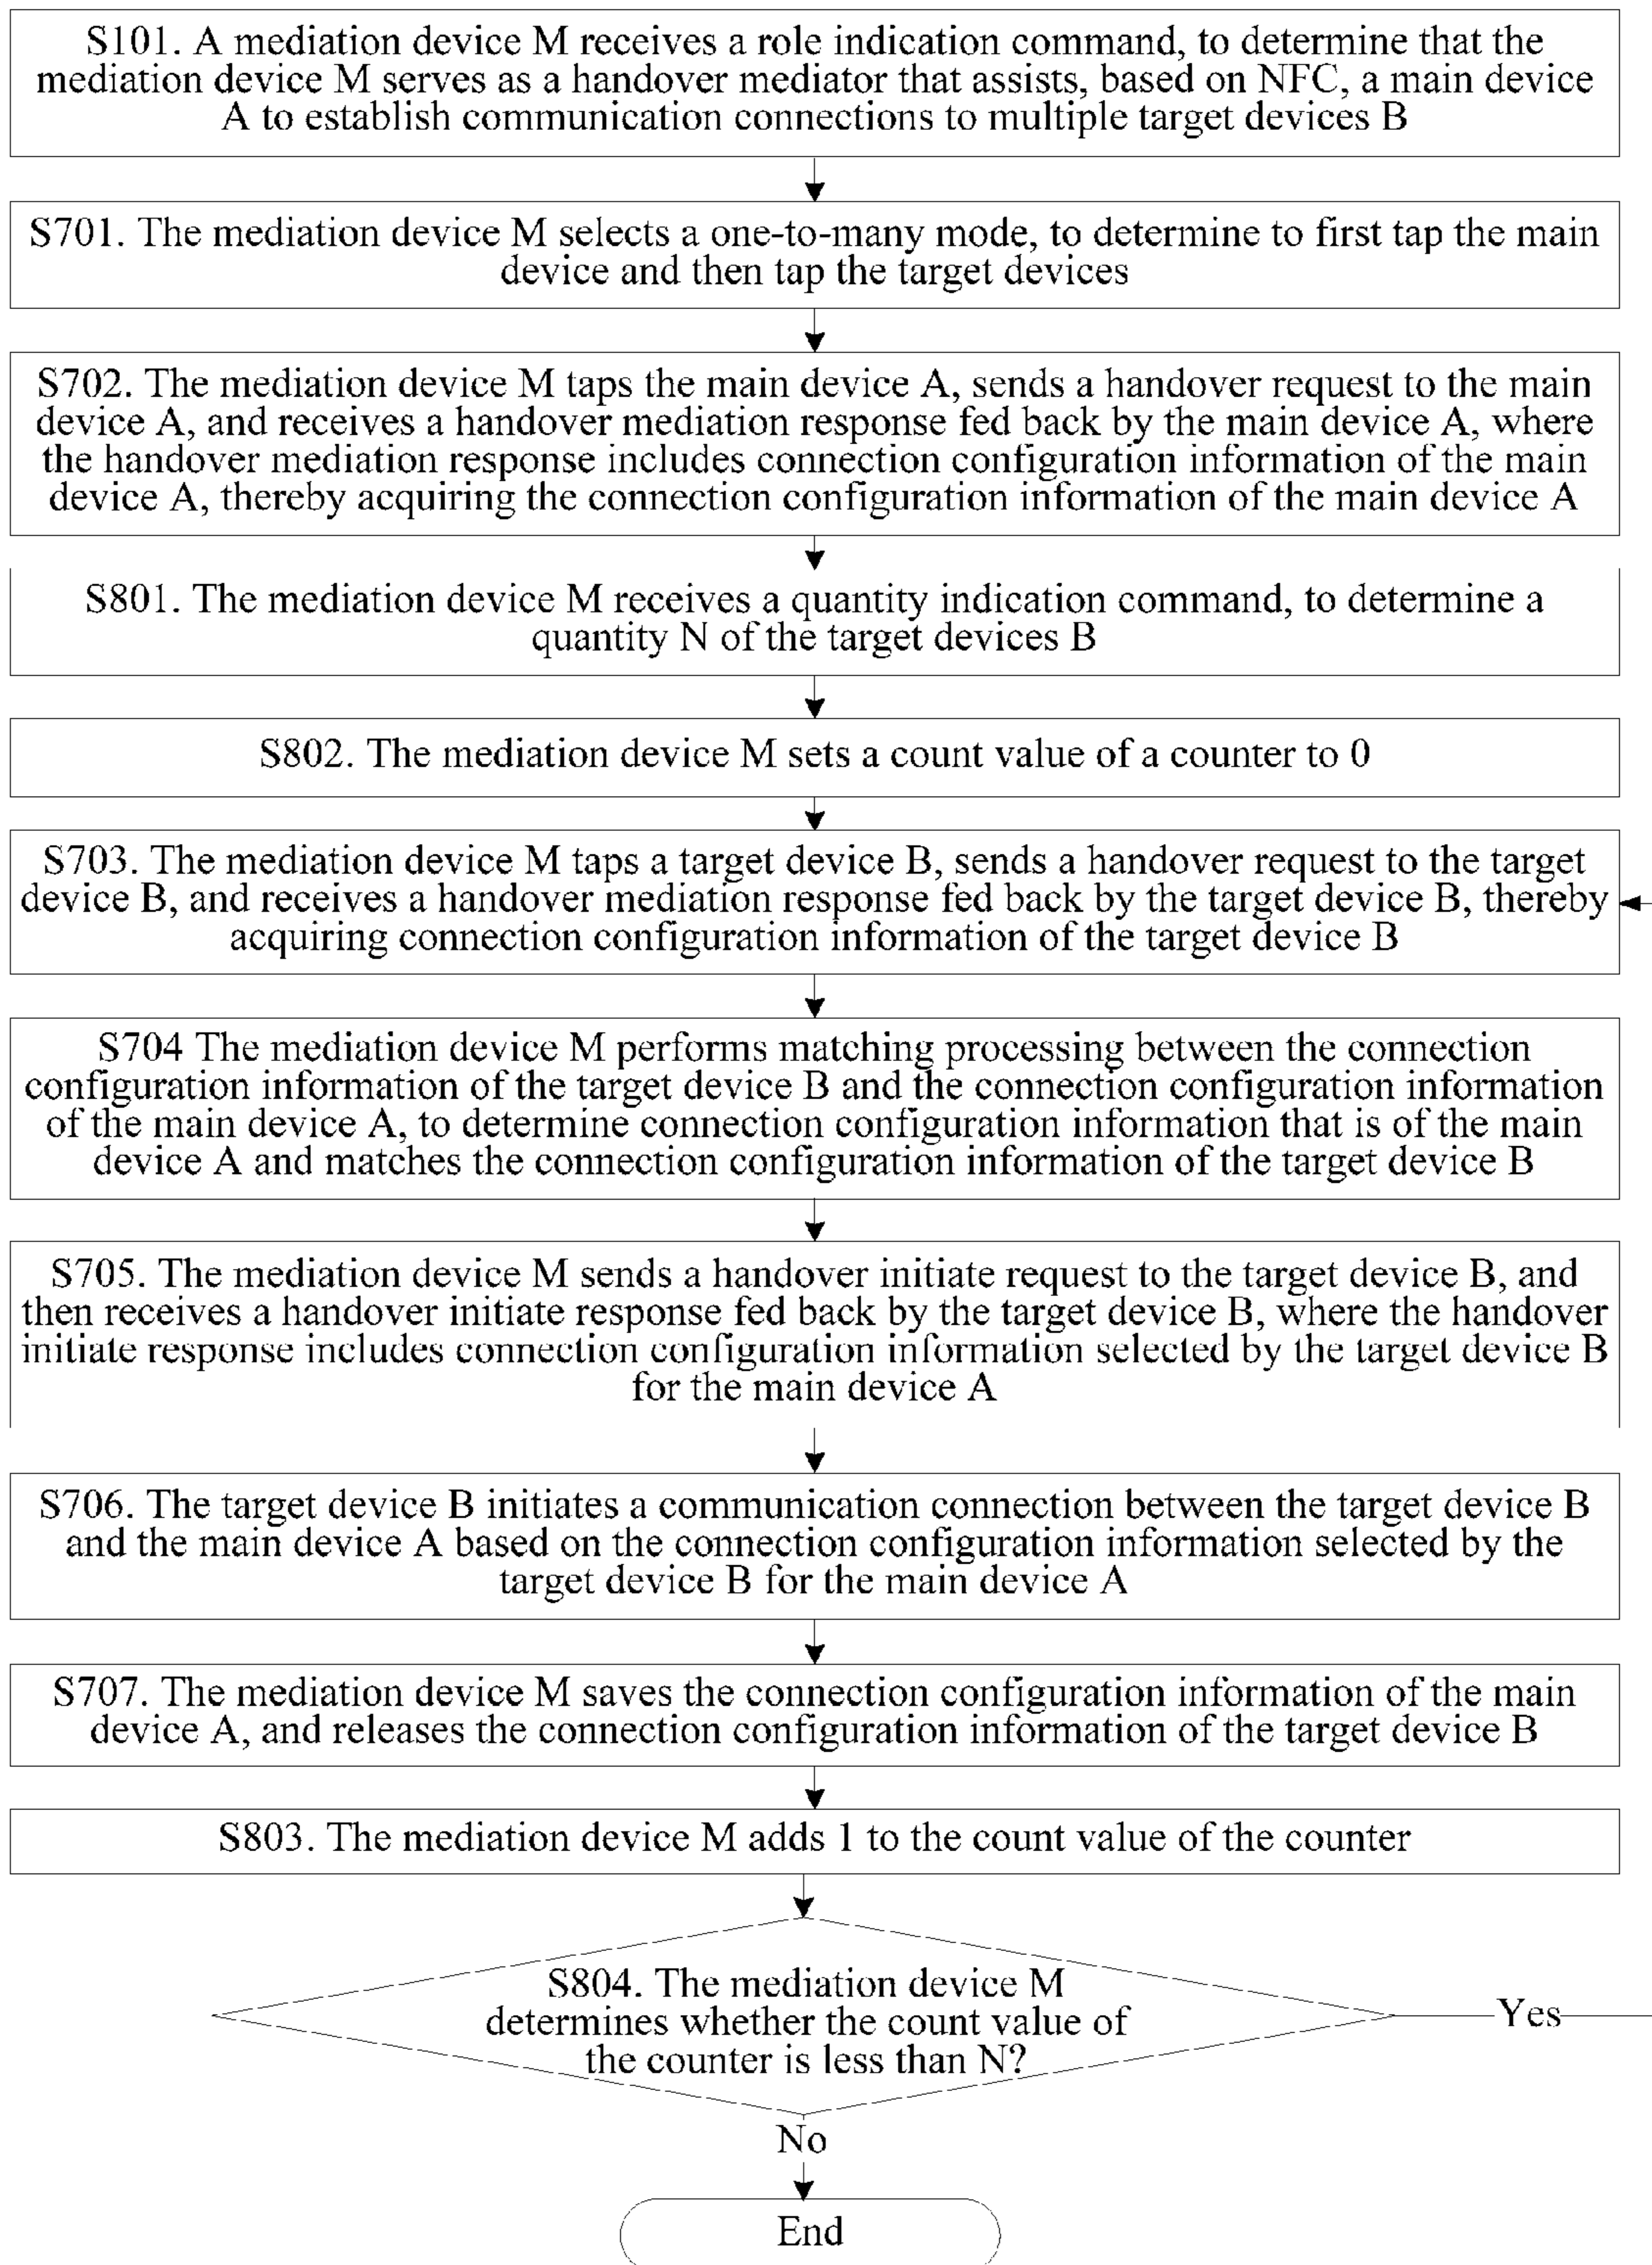 S101. A mediation device M receives a role indication command, to determine that the
mediation device M serves as a handover mediator that assists, based on NFC, a main device
A to establish communication connections to multiple target devices B
S701. The mediation device M selects a one-to-many mode, to determine to first tap the main
device and then tap the target devices
S702. The mediation device M taps the main device A, sends a handover request to the main
device A, and receives a handover mediation response fed back by the main device A, where
the handover mediation response includes connection configuration information of the main
device A, thereby acquiring the connection configuration information of the main device A
S801. The mediation device M receives a quantity indication command, to determine a
quantity N of the target devices B
S802. The mediation device M sets a count value of a counter to 0
S703. The mediation device M taps a target device B, sends a handover request to the target
device B, and receives a handover mediation response fed back by the target device B, thereby
acquiring connection configuration information of the target device B
S704 The mediation device M performs matching processing between the connection
configuration information of the target device B and the connection configuration information
of the main device A, to determine connection configuration information that is of the main
device A and matches the connection configuration information of the target device B
S705. The mediation device M sends a handover initiate request to the target device B, and
then receives a handover initiate response fed back by the target device B, where the handover
initiate response includes connection configuration information selected by the target device B
for the main device A
S706. The target device B initiates a communication connection between the target device B
and the main device A based on the connection configuration information selected by the
target device B for the main device A
S707. The mediation device M saves the connection configuration information of the main
device A, and releases the connection configuration information of the target device B
S803. The mediation device M adds 1 to the count value of the counter
S804. The mediation device M
determines whether the count value of
the counter is less than N?
Yes
No
End